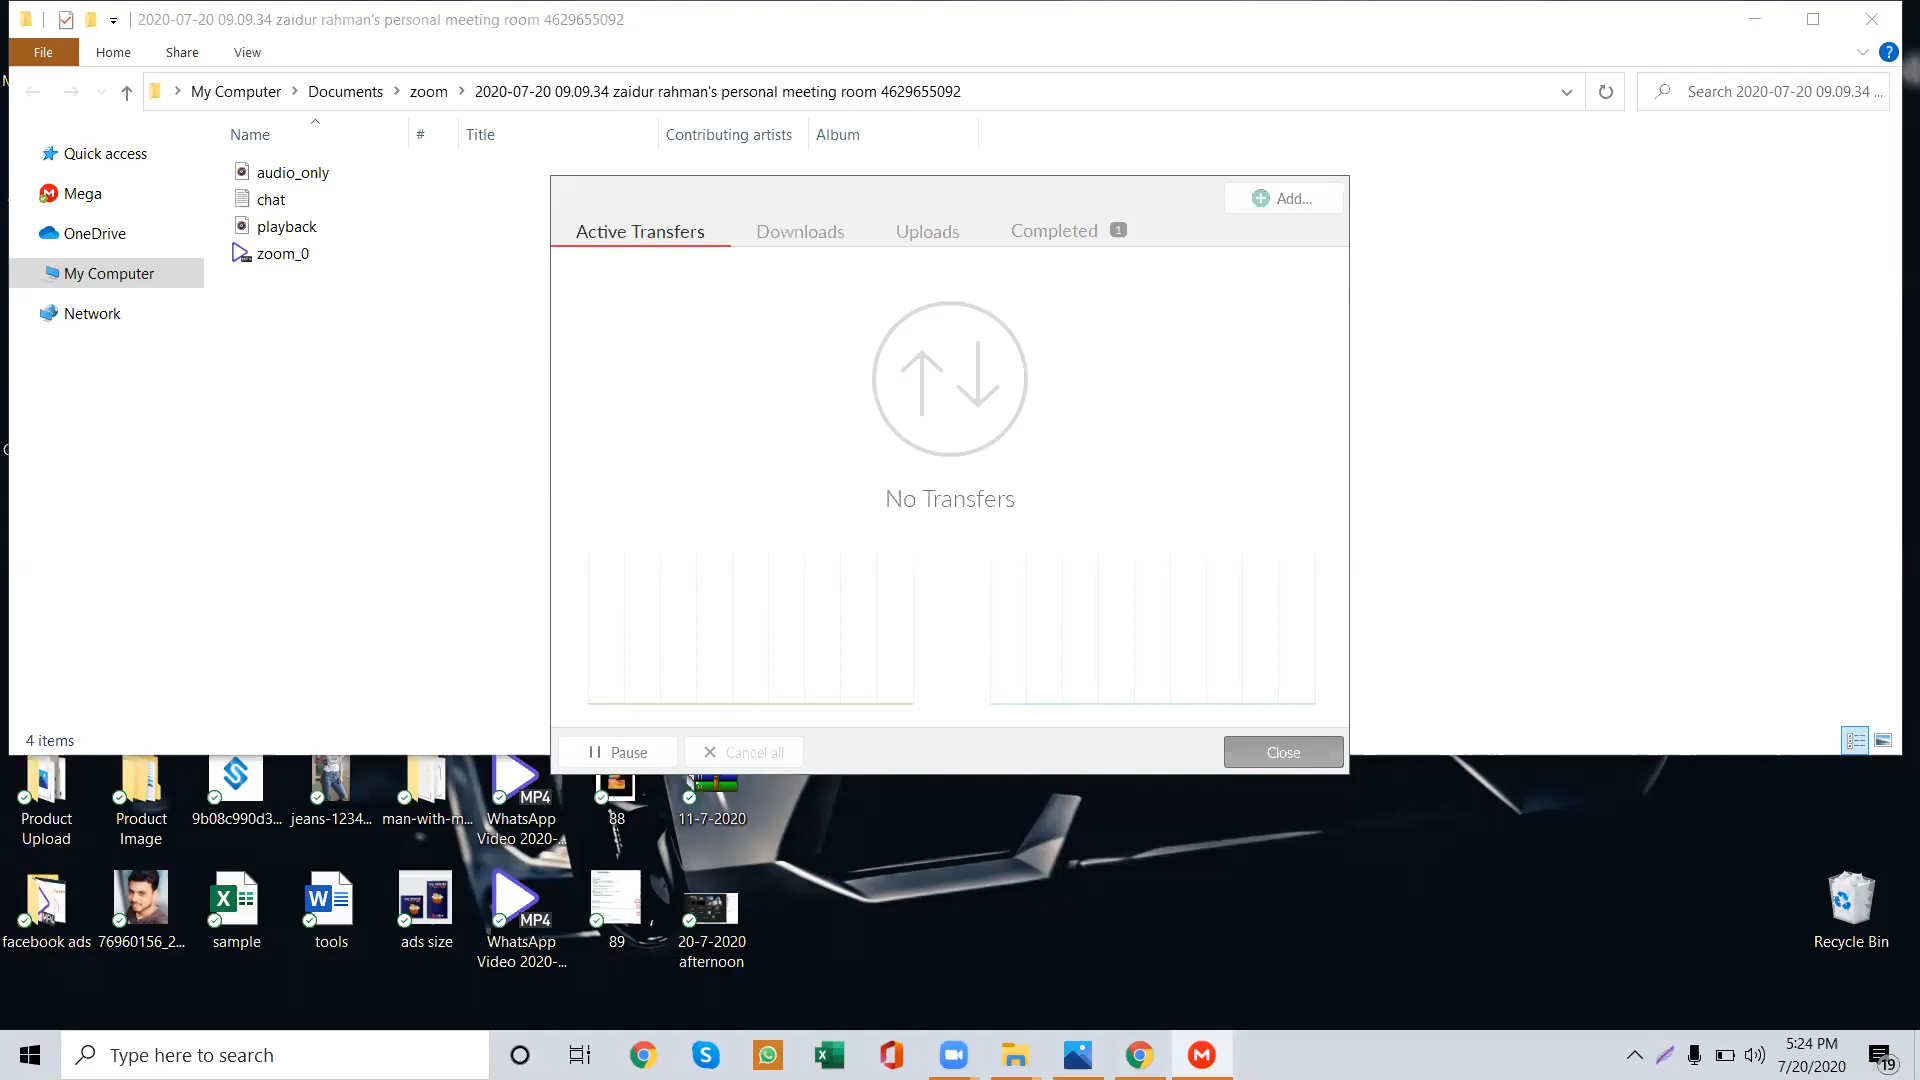 2020-07-20 09.09.34 zaidur rahman's personal meeting room 4629655092
File
Home
Share
View
?
My Computer
Documents
zoom
2020-07-20 09.09.34 zaidur rahman's personal meeting room 4629655092
Search 2020-07-20 09.09.34 ...
Name
#
Title
Contributing artists
Album
Quick access
Mega
OneDrive
My Computer
Network
audio_only
chat
playback
zoom_0
Add...
Active Transfers
Downloads
Uploads
Completed
1
No Transfers
Pause
Cancel all
Close
4 items
Product
Upload
Product
Image
9b08c990d3...
jeans-1234...
man-with-m...
MP4
WhatsApp
Video 2020-...
88
11-7-2020
facebook ads
76960156_2...
sample
tools
ads size
MP4
WhatsApp
Video 2020-...
89
20-7-2020
afternoon
Recycle Bin
Type here to search
5:24 PM
7/20/2020
19